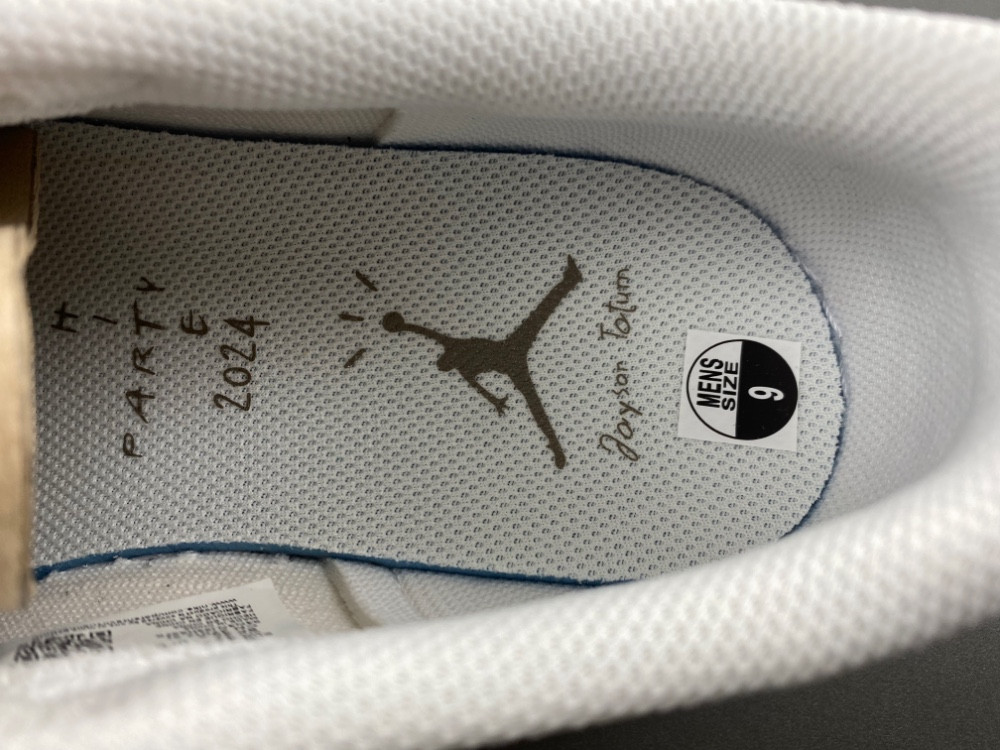 H
I
PARTY
E
2024
Jayson Tatum
MENS
SIZE
9